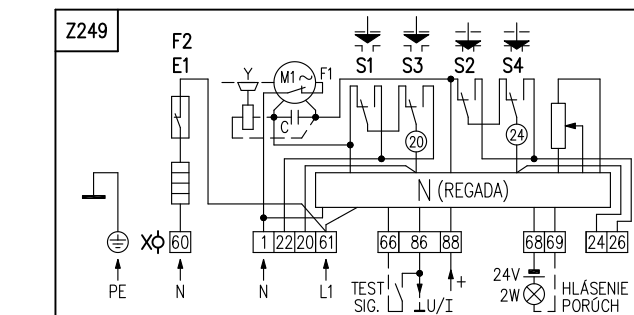 Z249
F2
E1
Y
M1~
F1
C
S1
S3
S2
S4
20
24
N (REGADA)
X
60
1
22
20
61
66
86
88
68
69
24
26
PE
N
N
L1
TEST
SIG.
U/I
+
24V
2W
HLÁSENIE
PORÚCH